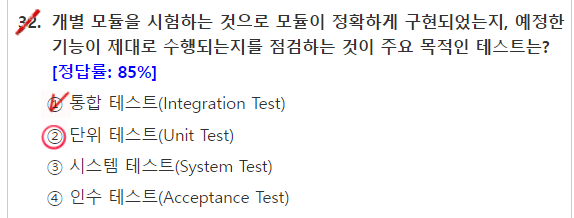 32. 개별 모듈을 시험하는 것으로 모듈이 정확하게 구현되었는지, 예정한
기능이 제대로 수행되는지를 점검하는 것이 주요 목적인 테스트는?
[정답률: 85%]
① 통합 테스트(Integration Test)
② 단위 테스트(Unit Test)
③ 시스템 테스트(System Test)
④ 인수 테스트(Acceptance Test)